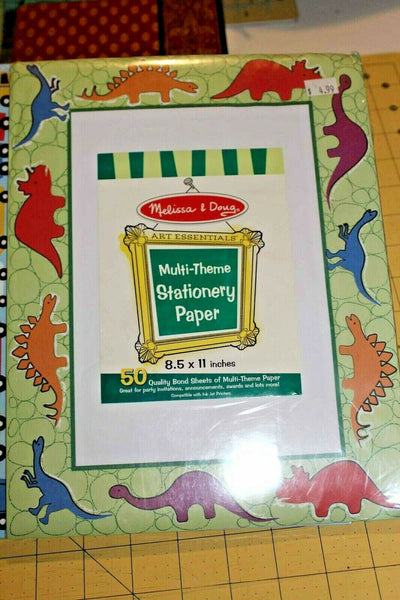 $ 4.99
Melissa & Doug
ART ESSENTIALS
Multi-Theme
Stationery
Paper
8.5 x 11 inches
50 Quality Bond Sheets of Multi-Theme Paper
Great for party invitations, announcements, awards and lots more!
Compatible with Ink Jet Printers